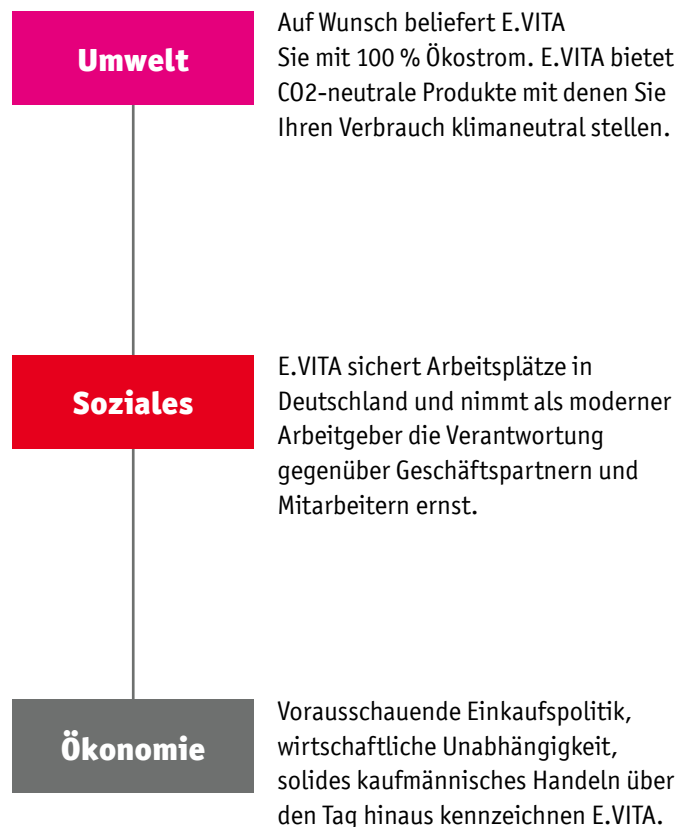 Umwelt
Auf Wunsch beliefert E.VITA
Sie mit 100 % Ökostrom. E.VITA bietet
CO2-neutrale Produkte mit denen Sie
Ihren Verbrauch klimaneutral stellen.
Soziales
E.VITA sichert Arbeitsplätze in
Deutschland und nimmt als moderner
Arbeitgeber die Verantwortung
gegenüber Geschäftspartnern und
Mitarbeitern ernst.
Ökonomie
Vorausschauende Einkaufspolitik,
wirtschaftliche Unabhängigkeit,
solides kaufmännisches Handeln über
den Tag hinaus kennzeichnen E.VITA.